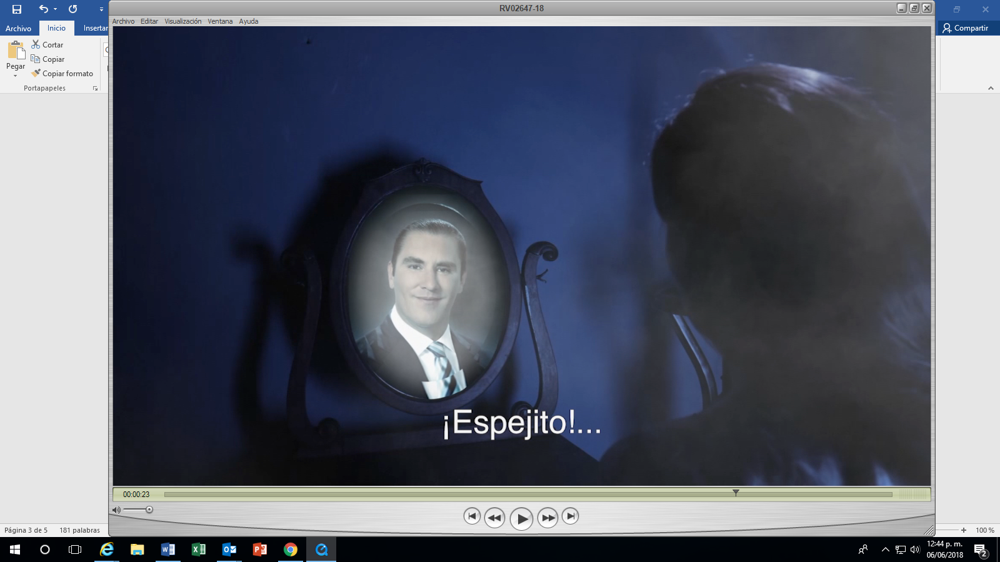 RV02647-18
Archivo Editar Visualización Ventana Ayuda
Archivo Inicio Insertar
Compartir
Cortar
Copiar
Copiar formato
Pegar
Portapapeles
¡Espejito!...
00:00:23
Página 3 de 5 181 palabras
100 %
12:44 p. m.
06/06/2018
2